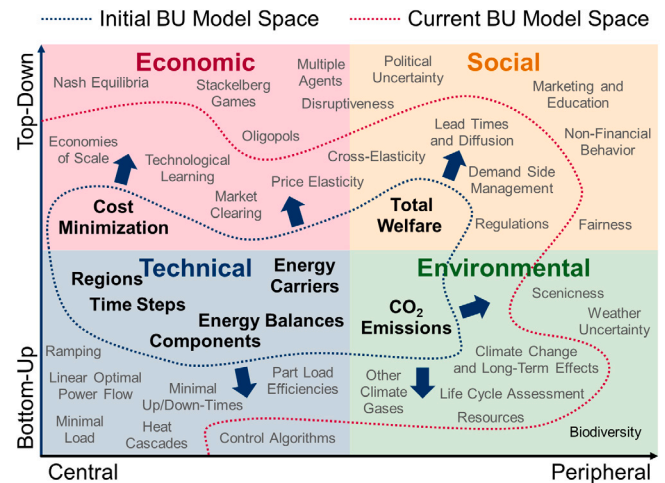 Initial BU Model Space
Current BU Model Space
Top-Down
Bottom-Up
Economic
Nash Equilibria
Stackelberg
Games
Multiple
Agents
Disruptiveness
Oligopols
Economies
of Scale
Technological
Learning
Market
Clearing
Price Elasticity
Cross-Elasticity
Cost
Minimization
Social
Political
Uncertainty
Marketing and
Education
Lead Times
and Diffusion
Non-Financial
Behavior
Demand Side
Management
Total
Welfare
Regulations
Fairness
Technical
Regions
Energy
Carriers
Time Steps
Energy Balances
Components
Ramping
Linear Optimal
Power Flow
Minimal
Up/Down-Times
Part Load
Efficiencies
Minimal
Load
Heat
Cascades
Control Algorithms
Environmental
CO₂
Emissions
Scenicness
Weather
Uncertainty
Climate Change
and Long-Term Effects
Other
Climate
Gases
Life Cycle Assessment
Resources
Biodiversity
Central
Peripheral